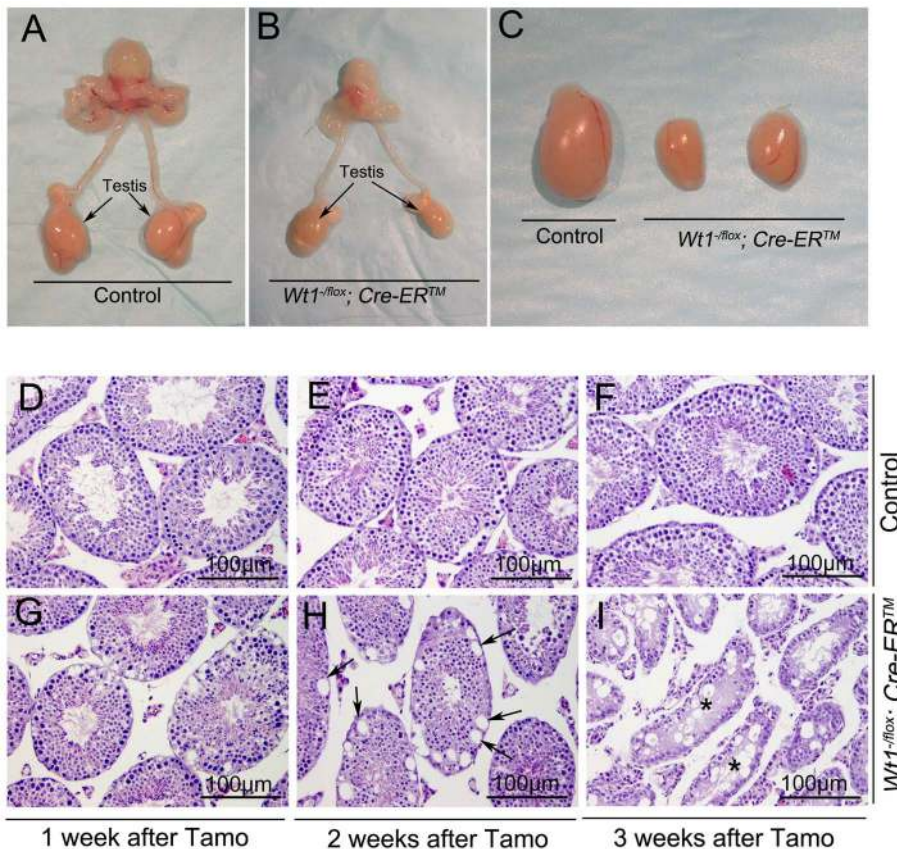 A
B
C
Testis
Testis
Control
Wt1-/flox; Cre-ERTM
Control
Wt1-/flox; Cre-ERTM
D
E
F
100μm
100μm
100μm
Control
G
H
I
*
*
100μm
100μm
100μm
Wt1-/flox; Cre-ERTM
1 week after Tamo
2 weeks after Tamo
3 weeks after Tamo